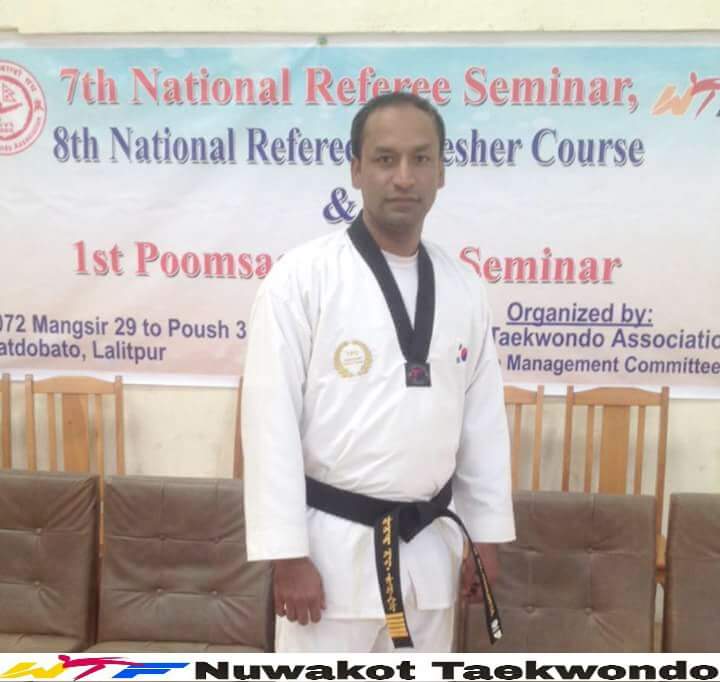 7th National Referee Seminar,
8th National Referee esher Course
&
1st Poomsa Seminar
072 Mangsir 29 to Poush 3
atdobato, Lalitpur
Organized by:
Taekwondo Associatio
Management Committee
WTF Nuwakot Taekwondo